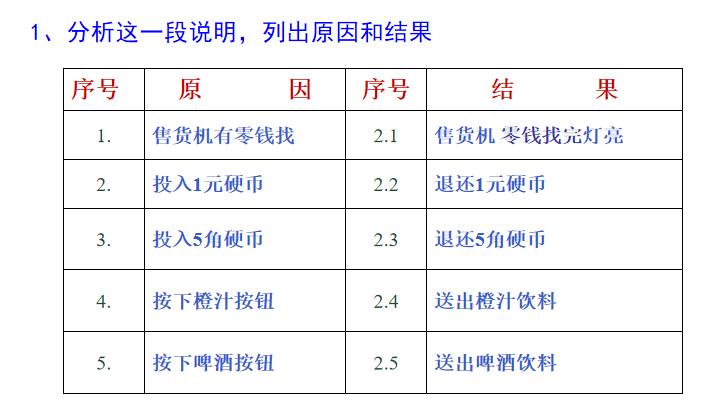 1、分析这一段说明，列出原因和结果
序号 原 因 序号 结 果
1. 售货机有零钱找 2.1 售货机 零钱找完灯亮
2. 投入1元硬币 2.2 退还1元硬币
3. 投入5角硬币 2.3 退还5角硬币
4. 按下橙汁按钮 2.4 送出橙汁饮料
5. 按下啤酒按钮 2.5 送出啤酒饮料